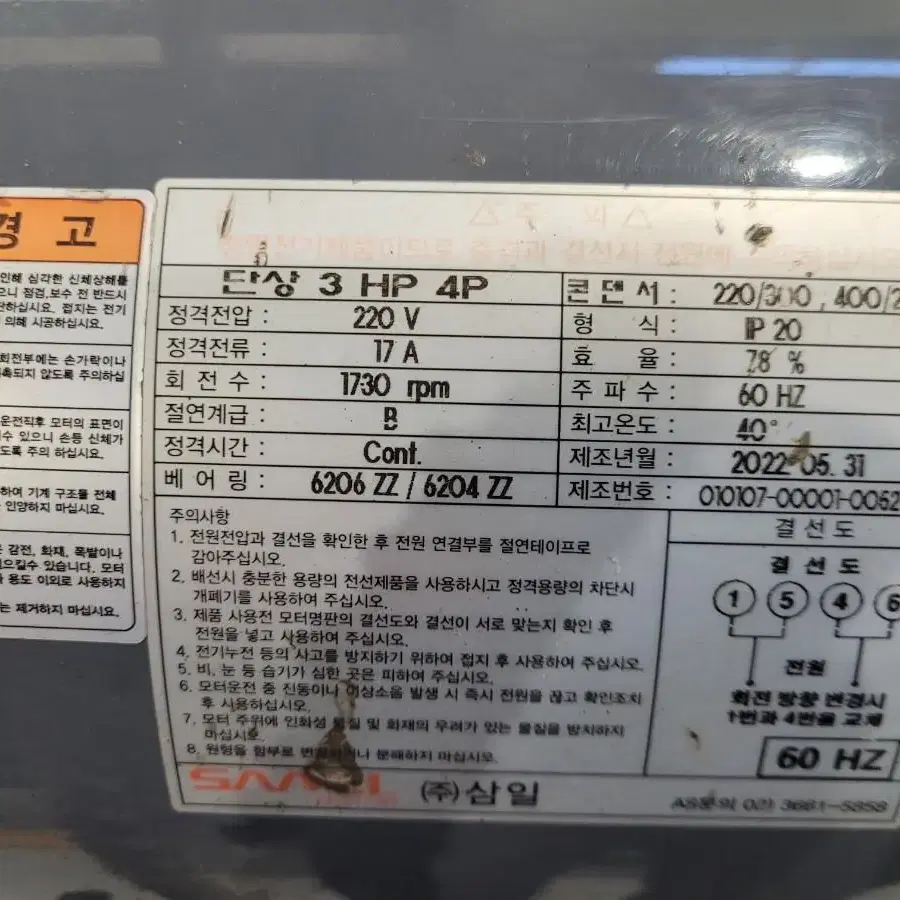 경 고
인해 심각한 신체상해를
으니 점검,보수 전 반드시
하십시요. 접지는 전기
의해 시공하십시요.
회전부에는 손가락이나
촉되지 않도록 주의하십
운전직후 모터의 표면이
수 있으니 손등 신체가
도록 주의 하십시요.
하여 기계 구조물 전체
인양하지 마십시요.
감전, 화재, 폭발이나
으킬수 있습니다. 모터
용도 이외로 사용하지
는 제거하지 마십시요.
△ 주 의 △
결선시 전원에
단상 3 HP 4P
정격전압 : 220 V
정격전류 : 17 A
회 전 수 : 1730 rpm
절연계급 : B
정격시간 : Cont.
베 어 링 : 6206 ZZ / 6204 ZZ
콘 덴 서 : 220/300 , 400/2
형 식 : IP 20
효 율 : 78 %
주 파 수 : 60 HZ
최고온도 : 40°
제조년월 : 2022-05. 31
제조번호 : 010107-00001-0052
주의사항
1. 전원전압과 결선을 확인한 후 전원 연결부를 절연테이프로
감아주십시오.
2. 배선시 충분한 용량의 전선제품을 사용하시고 정격용량의 차단시
개폐기를 사용하여 주십시오.
3. 제품 사용전 모터명판의 결선도와 결선이 서로 맞는지 확인 후
전원을 넣고 사용하여 주십시오.
4. 전기누전 등의 사고를 방지하기 위하여 접지 후 사용하여 주십시오.
5. 비, 눈 등 습기가 심한 곳은 피하여 주십시오.
6. 모터운전 중 진동이나 이상소음 발생 시 즉시 전원을 끊고 확인조치
후 사용하십시오.
7. 모터 주위에 인화성 물질 및 화재의 우려가 있는 물질을 방치하지
마십시오.
8. 원형을 함부로 분해하지 마십시오.
결 선 도
결 선 도
1 5 4 6
전원
회전 방향 변경시
1번과 4번을 교체
60 HZ
(주)삼일
AS문의 02) 3661-5858